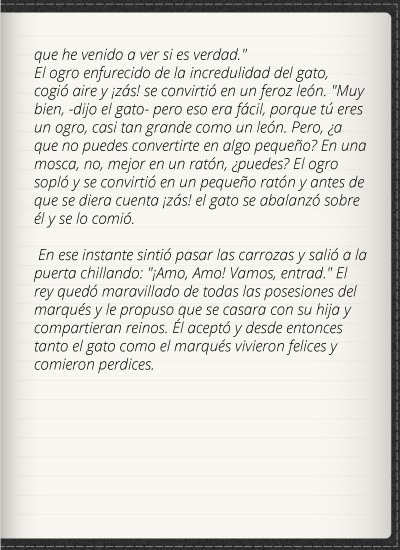 que he venido a ver si es verdad."
El ogro enfurecido de la incredulidad del gato,
cogió aire y ¡zás! se convirtió en un feroz león. "Muy
bien, -dijo el gato- pero eso era fácil, porque tú eres
un ogro, casi tan grande como un león. Pero, ¿a
que no puedes convertirte en algo pequeño? En una
mosca, no, mejor en un ratón, ¿puedes? El ogro
sopló y se convirtió en un pequeño ratón y antes de
que se diera cuenta ¡zás! el gato se abalanzó sobre
él y se lo comió.

En ese instante sintió pasar las carrozas y salió a la
puerta chillando: "¡Amo, Amo! Vamos, entrad." El
rey quedó maravillado de todas las posesiones del
marqués y le propuso que se casara con su hija y
compartieran reinos. Él aceptó y desde entonces
tanto el gato como el marqués vivieron felices y
comieron perdices.